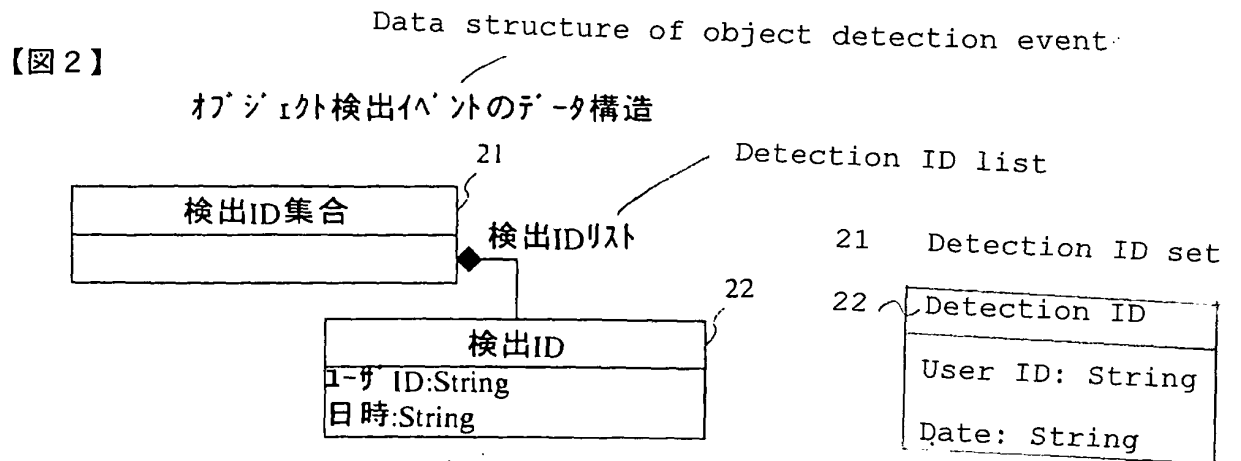 Data structure of object detection event
【図2】
オブジェクト検出イベントのデータ構造
21
Detection ID list
検出ID集合
検出IDリスト
21 Detection ID set
22
22 Detection ID
検出ID
ユーザID:String
User ID: String
日時:String
Date: String